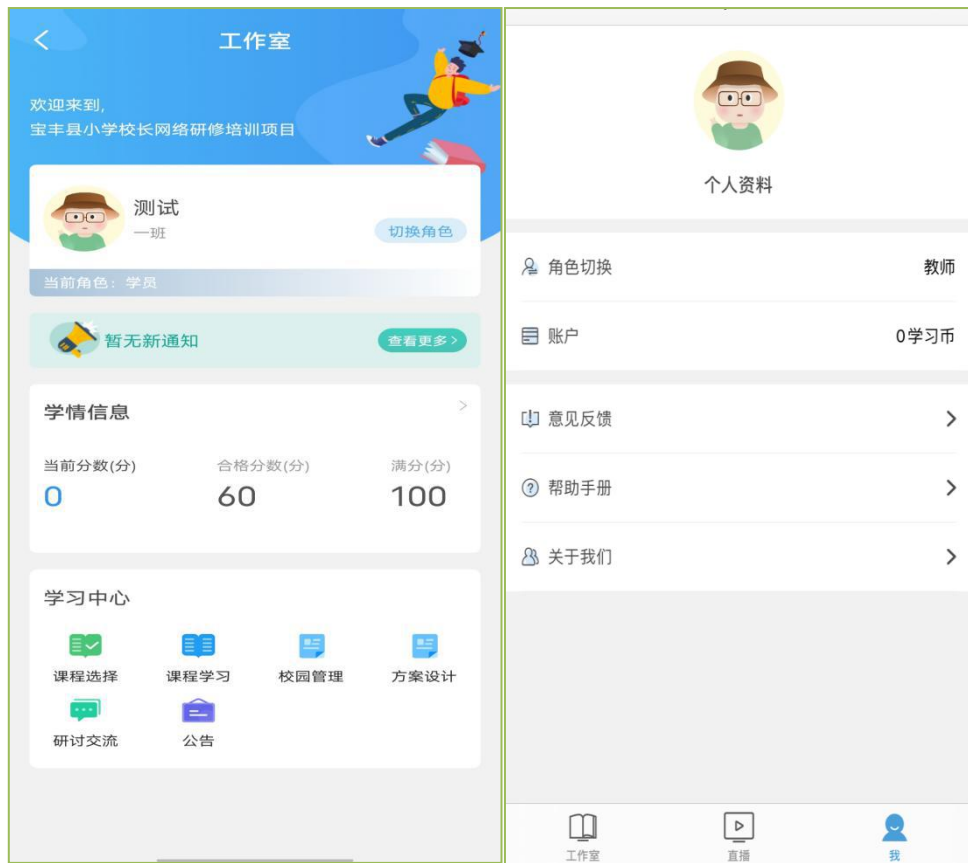 工作室
欢迎来到,
宝丰县小学校长网络研修培训项目
测试
一班
切换角色
当前角色：学员
暂无新通知
查看更多>
学情信息
当前分数(分) 合格分数(分) 满分(分)
0 60 100
学习中心
课程选择 课程学习 校园管理 方案设计
研讨交流 公告
个人资料
角色切换 教师
账户 0学习币
意见反馈
帮助手册
关于我们
工作室 直播 我